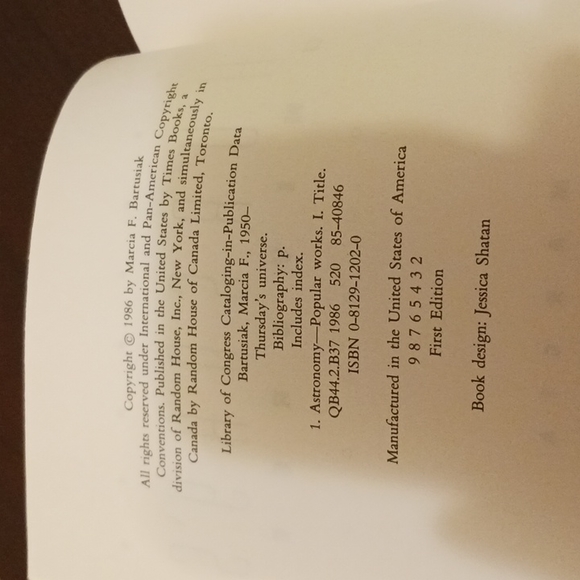 Copyright © 1986 by Marcia F. Bartusiak
All rights reserved under International and Pan-American Copyright
Conventions. Published in the United States by Times Books, a
division of Random House, Inc., New York, and simultaneously in
Canada by Random House of Canada Limited, Toronto.
Library of Congress Cataloging-in-Publication Data
Bartusiak, Marcia F., 1950–
Thursday's universe.
Bibliography: p.
Includes index.
1. Astronomy—Popular works. I. Title.
QB44.2.B37 1986 520 85-40846
ISBN 0-8129-1202-0
Manufactured in the United States of America
9 8 7 6 5 4 3 2
First Edition
Book design: Jessica Shatan